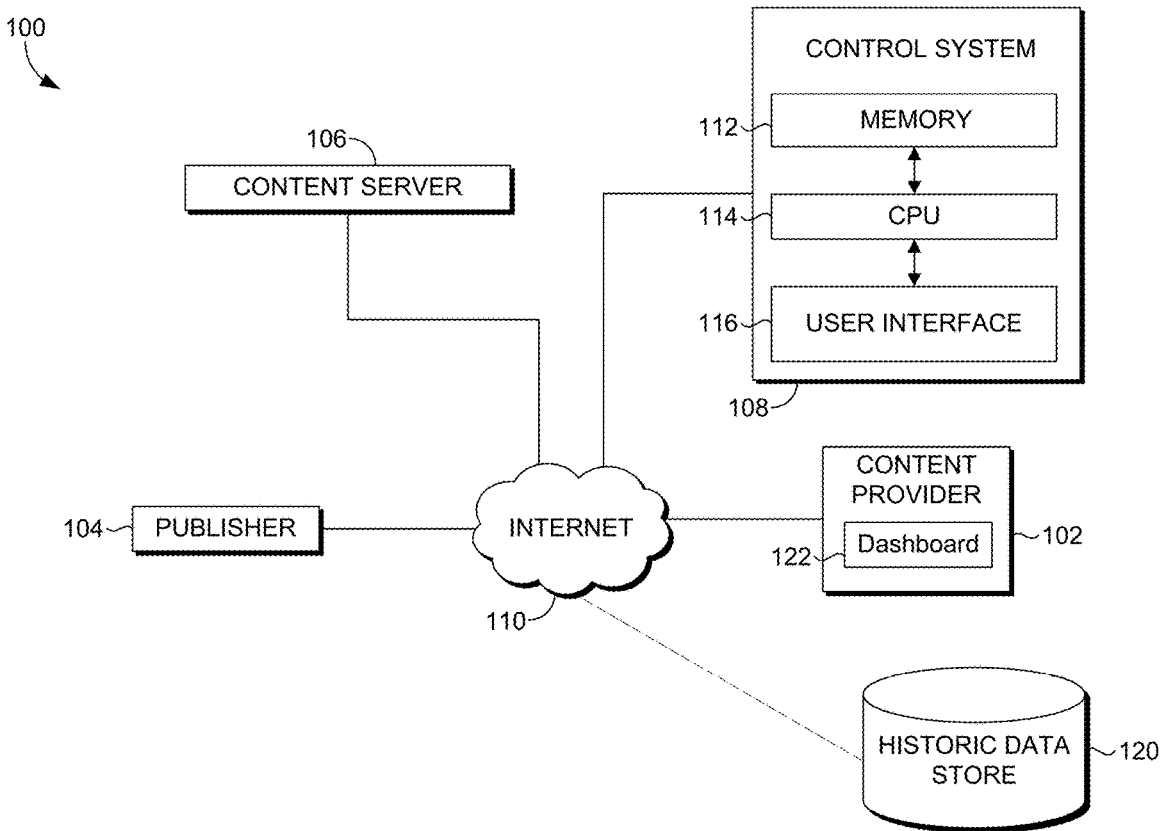 100
CONTROL SYSTEM
112
MEMORY
106
CONTENT SERVER
114
CPU
116
USER INTERFACE
108
CONTENT
PROVIDER
104
PUBLISHER
INTERNET
122
Dashboard
102
110
HISTORIC DATA
STORE
120